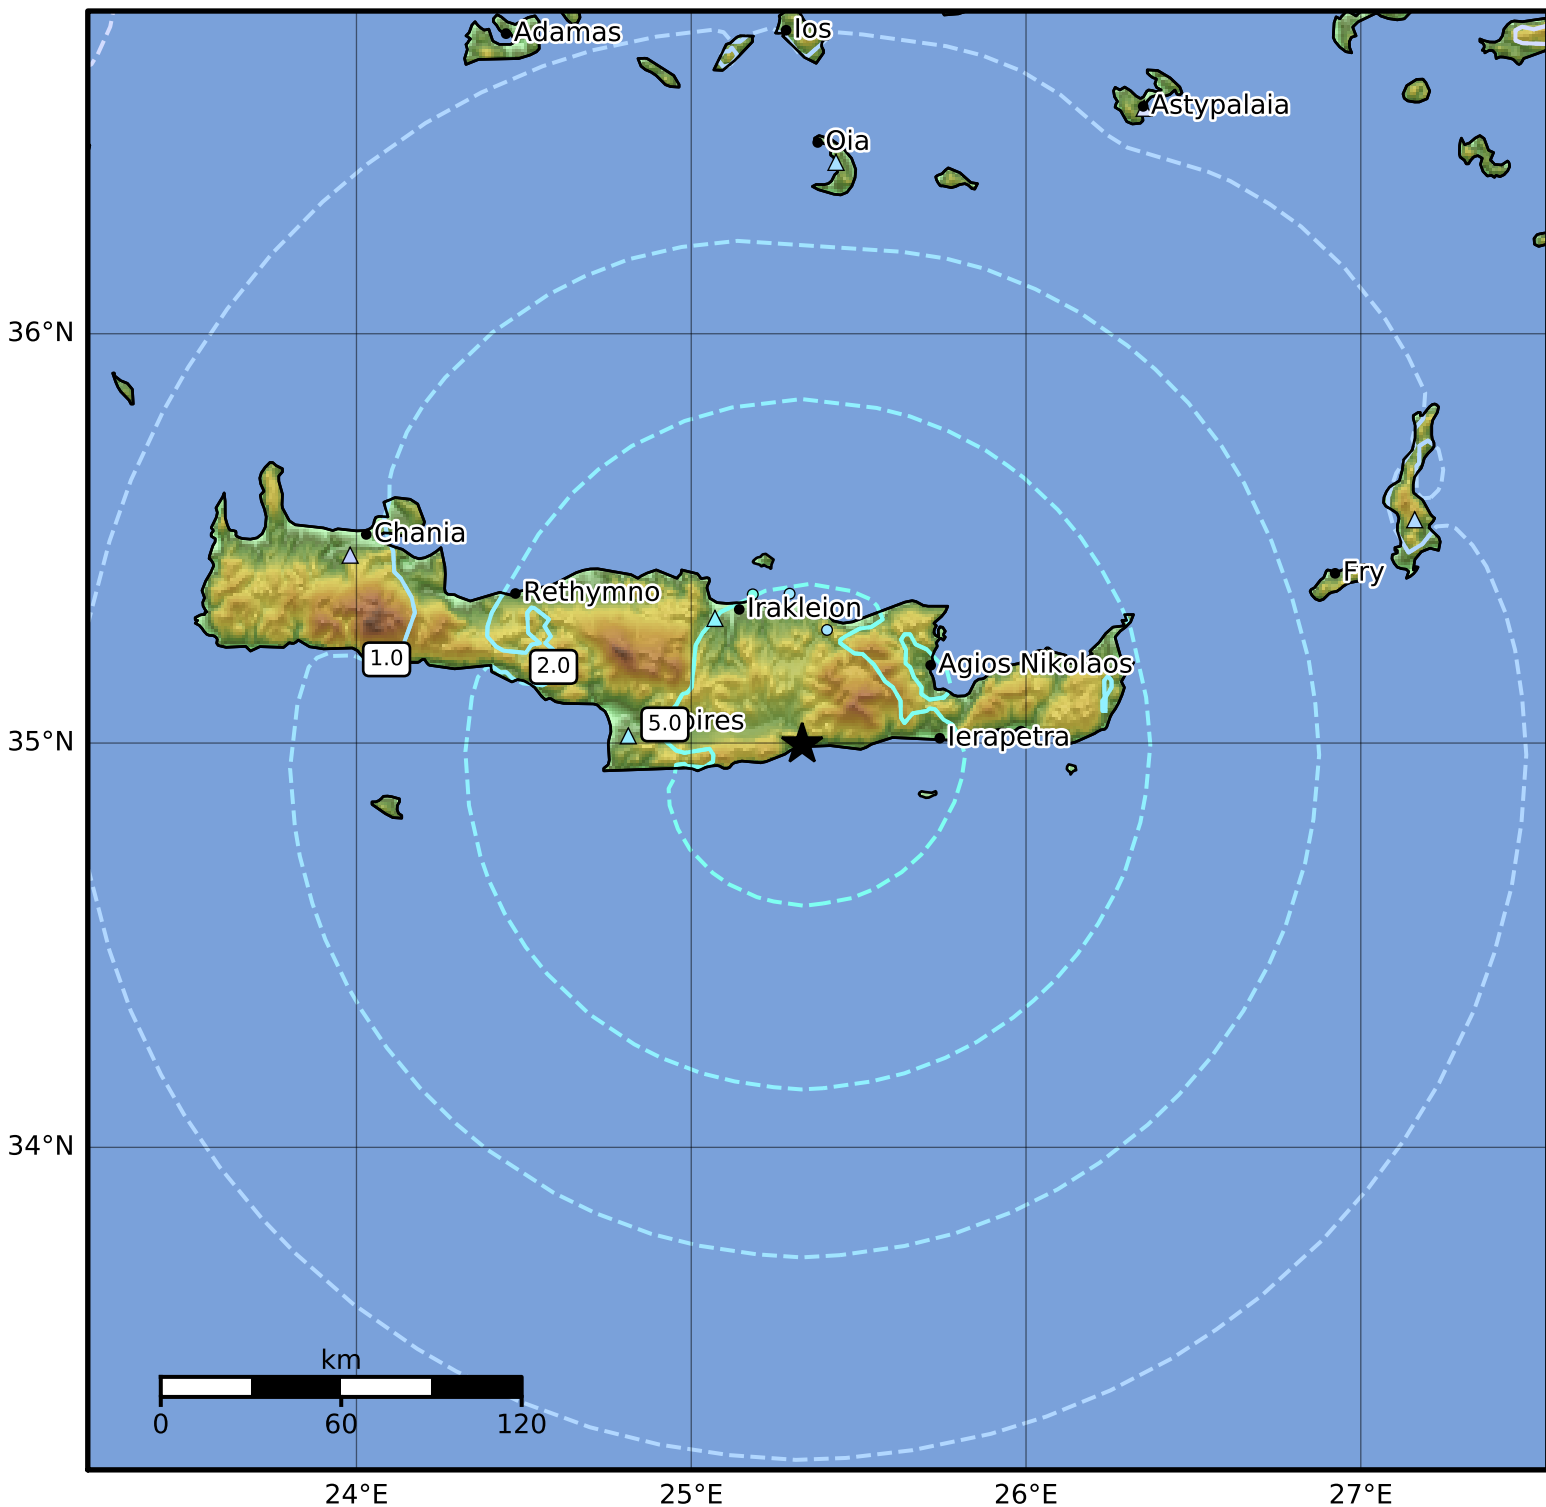 Adamas
Ios
Astypalaia
Oia
36°N
Chania
Fry
Rethymno
Irakleion
1.0
2.0
Agios Nikolaos
5.0
oires
Ierapetra
35°N
34°N
km
0
60
120
24°E
25°E
26°E
27°E